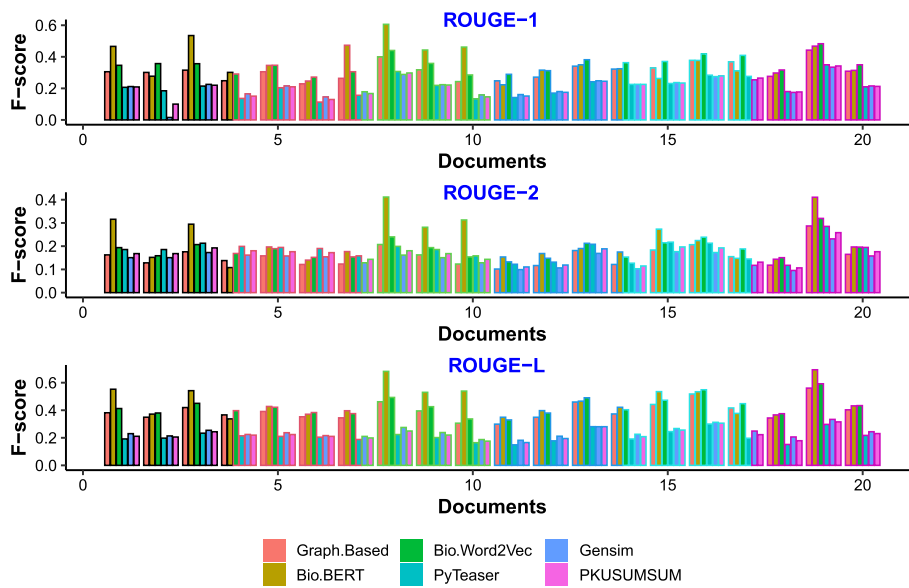 ROUGE−1
F−score
0.6
0.4
0.2
0.0
0 5 10 15 20
Documents
ROUGE−2
F−score
0.4
0.3
0.2
0.1
0.0
0 5 10 15 20
Documents
ROUGE−L
F−score
0.6
0.4
0.2
0.0
0 5 10 15 20
Documents
Graph.Based Bio.Word2Vec Gensim
Bio.BERT PyTeaser PKUSUMSUM